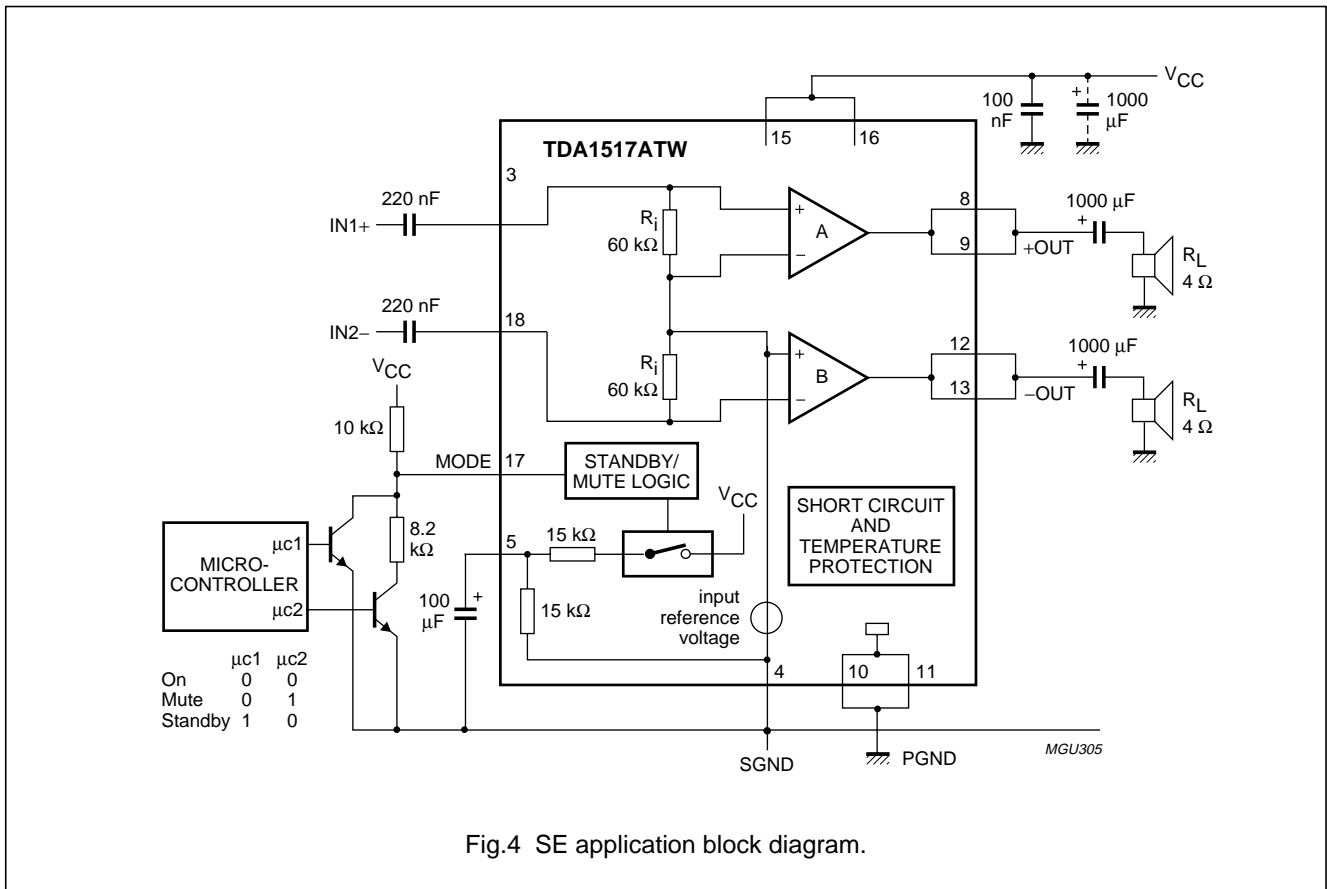 VCC
100
nF
+
1000
µF
15
16
TDA1517ATW
3
220 nF
IN1+
Ri
60 kΩ
+
A
−
8
9
+OUT
1000 µF
+
RL
4 Ω
220 nF
IN2−
18
Ri
60 kΩ
+
B
−
12
13
−OUT
1000 µF
+
RL
4 Ω
VCC
10 kΩ
MODE
17
STANDBY/
MUTE LOGIC
VCC
SHORT CIRCUIT
AND
TEMPERATURE
PROTECTION
8.2
kΩ
MICRO-
CONTROLLER
µc1
µc2
5
15 kΩ
100
µF
+
15 kΩ
input
reference
voltage
4
10
11
µc1 µc2
On 0 0
Mute 0 1
Standby 1 0
SGND
PGND
MGU305
Fig.4 SE application block diagram.